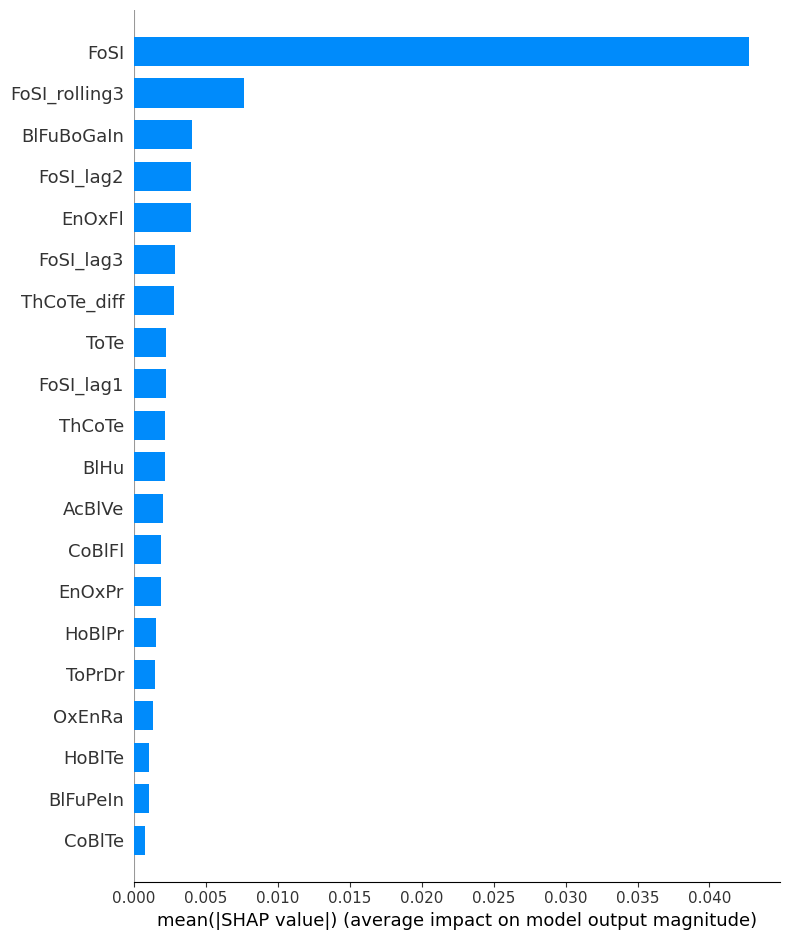 FoSI
FoSI_rolling3
BlFuBoGaIn
FoSI_lag2
EnOxFl
FoSI_lag3
ThCoTe_diff
ToTe
FoSI_lag1
ThCoTe
BlHu
AcBlVe
CoBlFl
EnOxPr
HoBlPr
ToPrDr
OxEnRa
HoBlTe
BlFuPeIn
CoBlTe
0.000 0.005 0.010 0.015 0.020 0.025 0.030 0.035 0.040
mean(|SHAP value|) (average impact on model output magnitude)